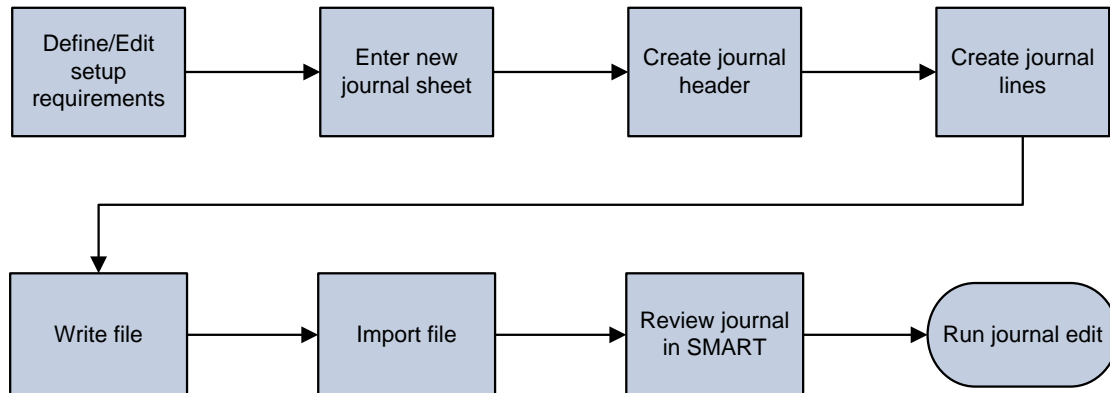 Define/Edit
setup
requirements
Enter new
journal sheet
Create journal
header
Create journal
lines
Write file
Import file
Review journal
in SMART
Run journal edit